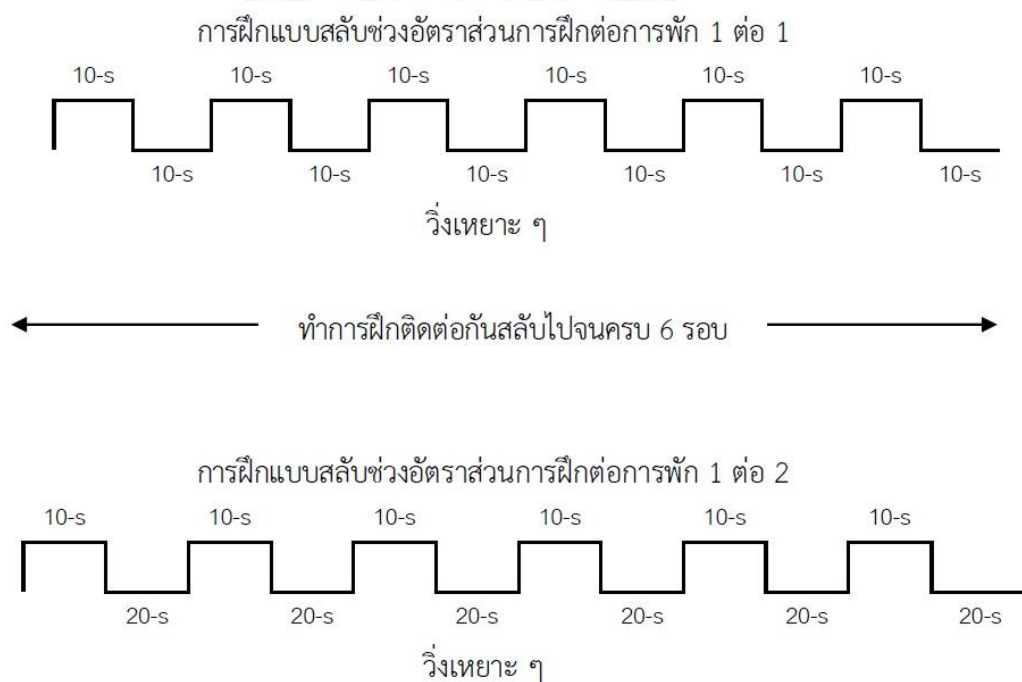 การฝึกแบบสลับช่วงอัตราส่วนการฝึกต่อการพัก 1 ต่อ 1
10-s 10-s 10-s 10-s 10-s 10-s
10-s 10-s 10-s 10-s 10-s 10-s
วิ่งเหยาะ ๆ
ทำการฝึกติดต่อกันสลับไปจนครบ 6 รอบ
การฝึกแบบสลับช่วงอัตราส่วนการฝึกต่อการพัก 1 ต่อ 2
10-s 10-s 10-s 10-s 10-s 10-s
20-s 20-s 20-s 20-s 20-s 20-s
วิ่งเหยาะ ๆ